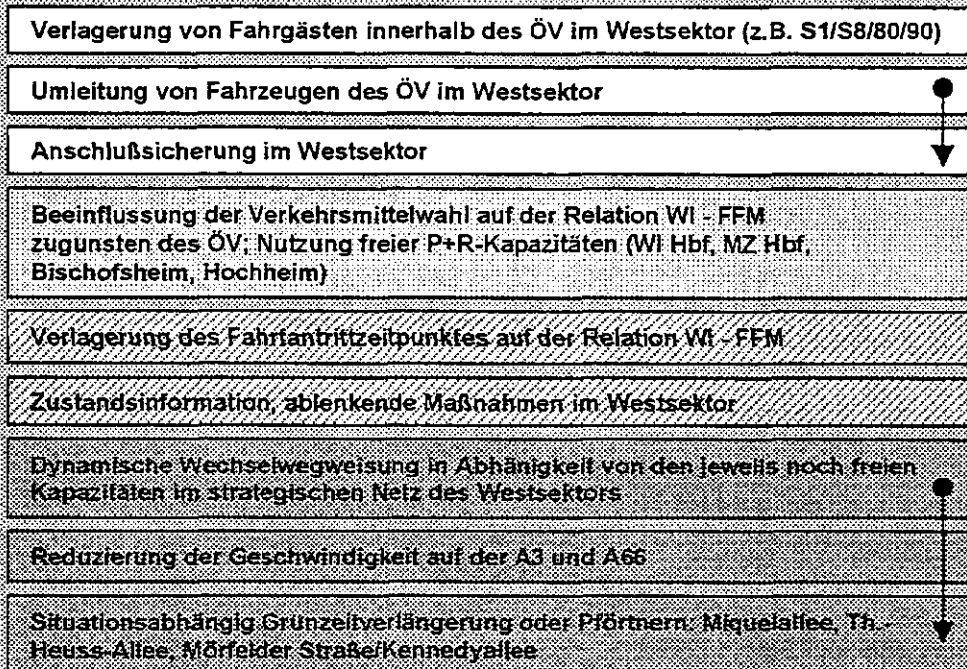 Verlagerung von Fahrgästen innerhalb des ÖV im Westsektor (z.B. S1/S8/80/90)
Umleitung von Fahrzeugen des ÖV im Westsektor
Anschlußsicherung im Westsektor
Beeinflussung der Verkehrsmittelwahl auf der Relation WI - FFM
zugunsten des ÖV; Nutzung freier P+R-Kapazitäten (WI Hbf, MZ Hbf,
Bischofsheim, Hochheim)
Verlagerung des Fahrtantrittzeitpunktes auf der Relation WI - FFM
Zustandsinformation, ablenkende Maßnahmen im Westsektor
Dynamische Wechselwegweisung in Abhänigkeit von den jeweils noch freien
Kapazitäten im strategischen Netz des Westsektors
Reduzierung der Geschwindigkeit auf der A3 und A66
Situationsabhängig Grünzeitverlängerung oder Pförtnern: Miquelallee, Th.-
Heuss-Allee, Mörfelder Straße/Kennedyallee